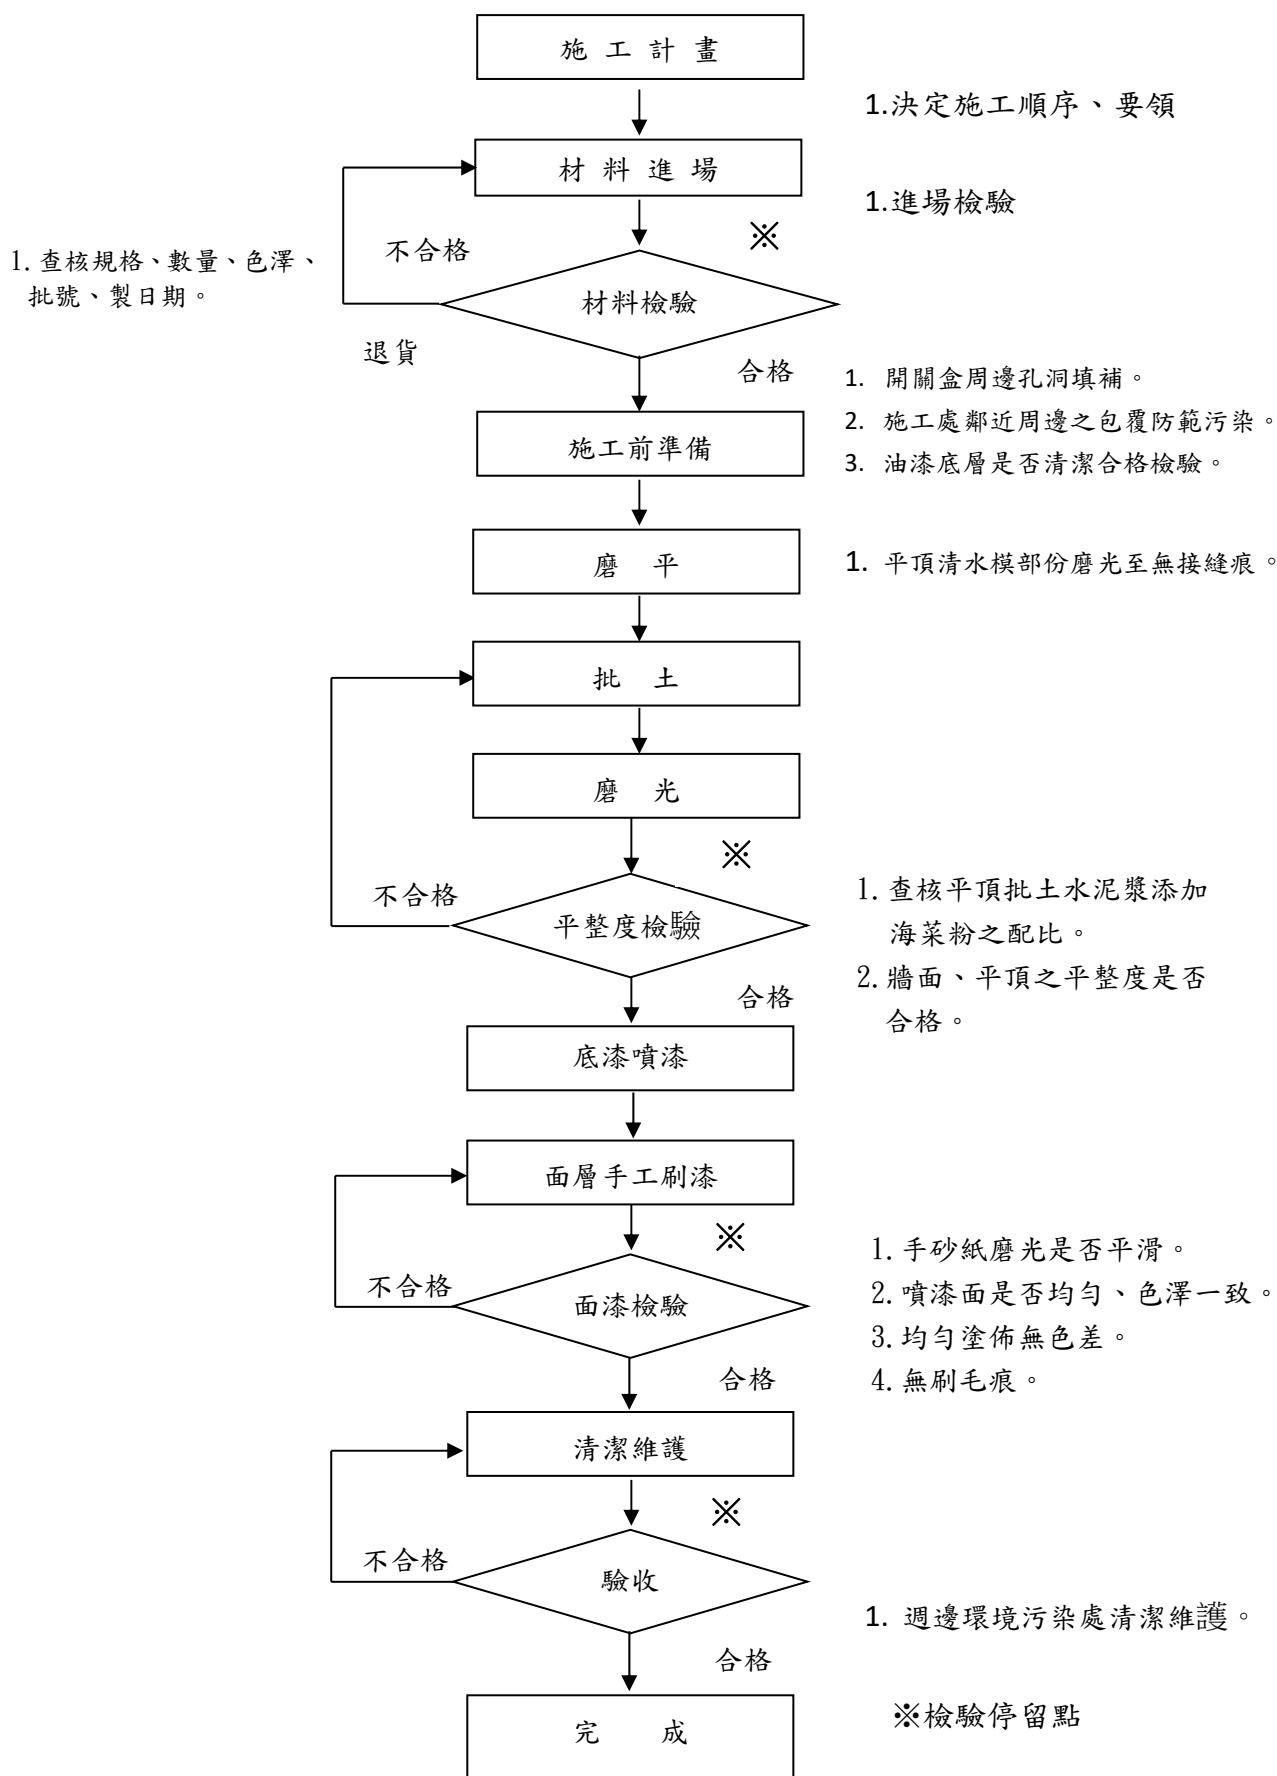 施 工 計 畫
1.決定施工順序、要領
材 料 進 場
1.進場檢驗
※
不合格
1. 查核規格、數量、色澤、
批號、製日期。
材料檢驗
退貨
合格
1. 開關盒周邊孔洞填補。
2. 施工處鄰近周邊之包覆防範污染。
施工前準備
3. 油漆底層是否清潔合格檢驗。
磨 平
1. 平頂清水模部份磨光至無接縫痕。
批 土
磨 光
※
不合格
1. 查核平頂批土水泥漿添加
平整度檢驗
海菜粉之配比。
2. 牆面、平頂之平整度是否
合格
合格。
底漆噴漆
面層手工刷漆
※
1. 手砂紙磨光是否平滑。
不合格
2. 噴漆面是否均勻、色澤一致。
面漆檢驗
3. 均勻塗佈無色差。
合格
4. 無刷毛痕。
清潔維護
※
不合格
驗收
1. 週邊環境污染處清潔維護。
合格
※檢驗停留點
完 成